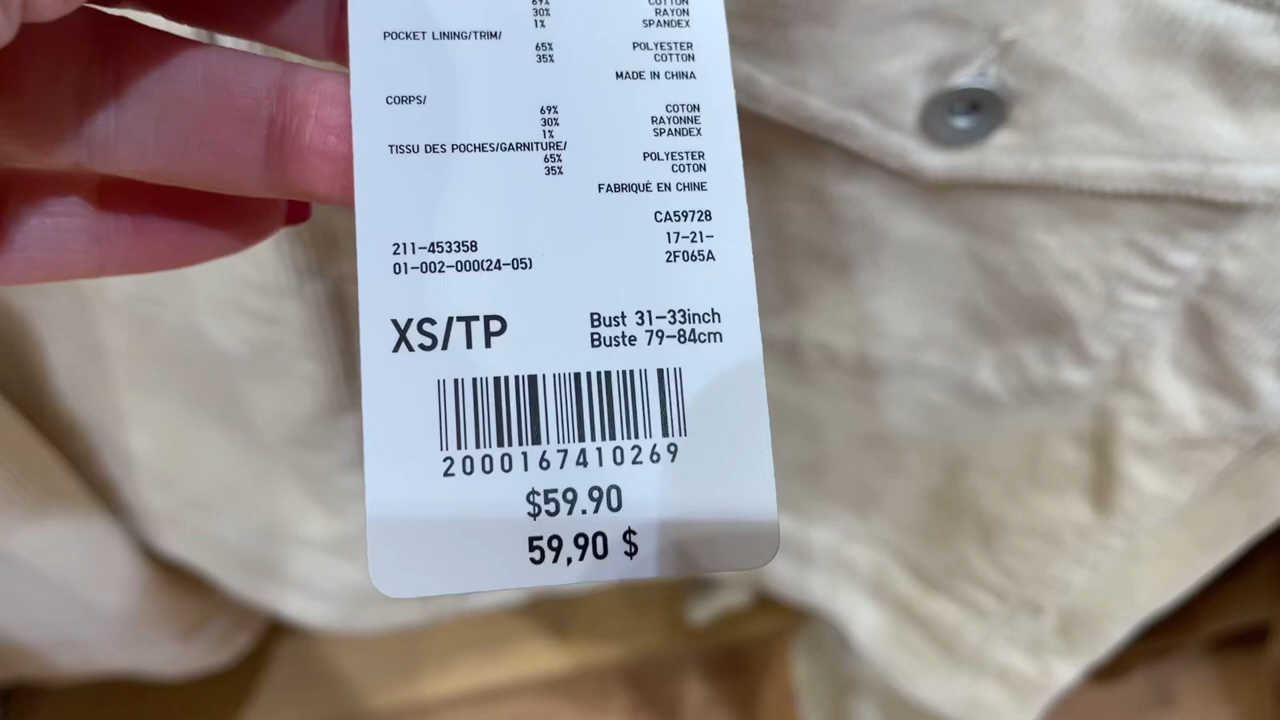 69% COTTON
30% RAYON
1% SPANDEX
POCKET LINING/TRIM/
65% POLYESTER
35% COTTON
MADE IN CHINA
CORPS/
69% COTON
30% RAYONNE
1% SPANDEX
TISSU DES POCHES/GARNITURE/
65% POLYESTER
35% COTON
FABRIQUÉ EN CHINE
CA59728
211-453358 17-21-
01-002-000(24-05) 2F065A
XS/TP Bust 31-33inch
Buste 79-84cm
2000167410269
$59.90
59,90 $